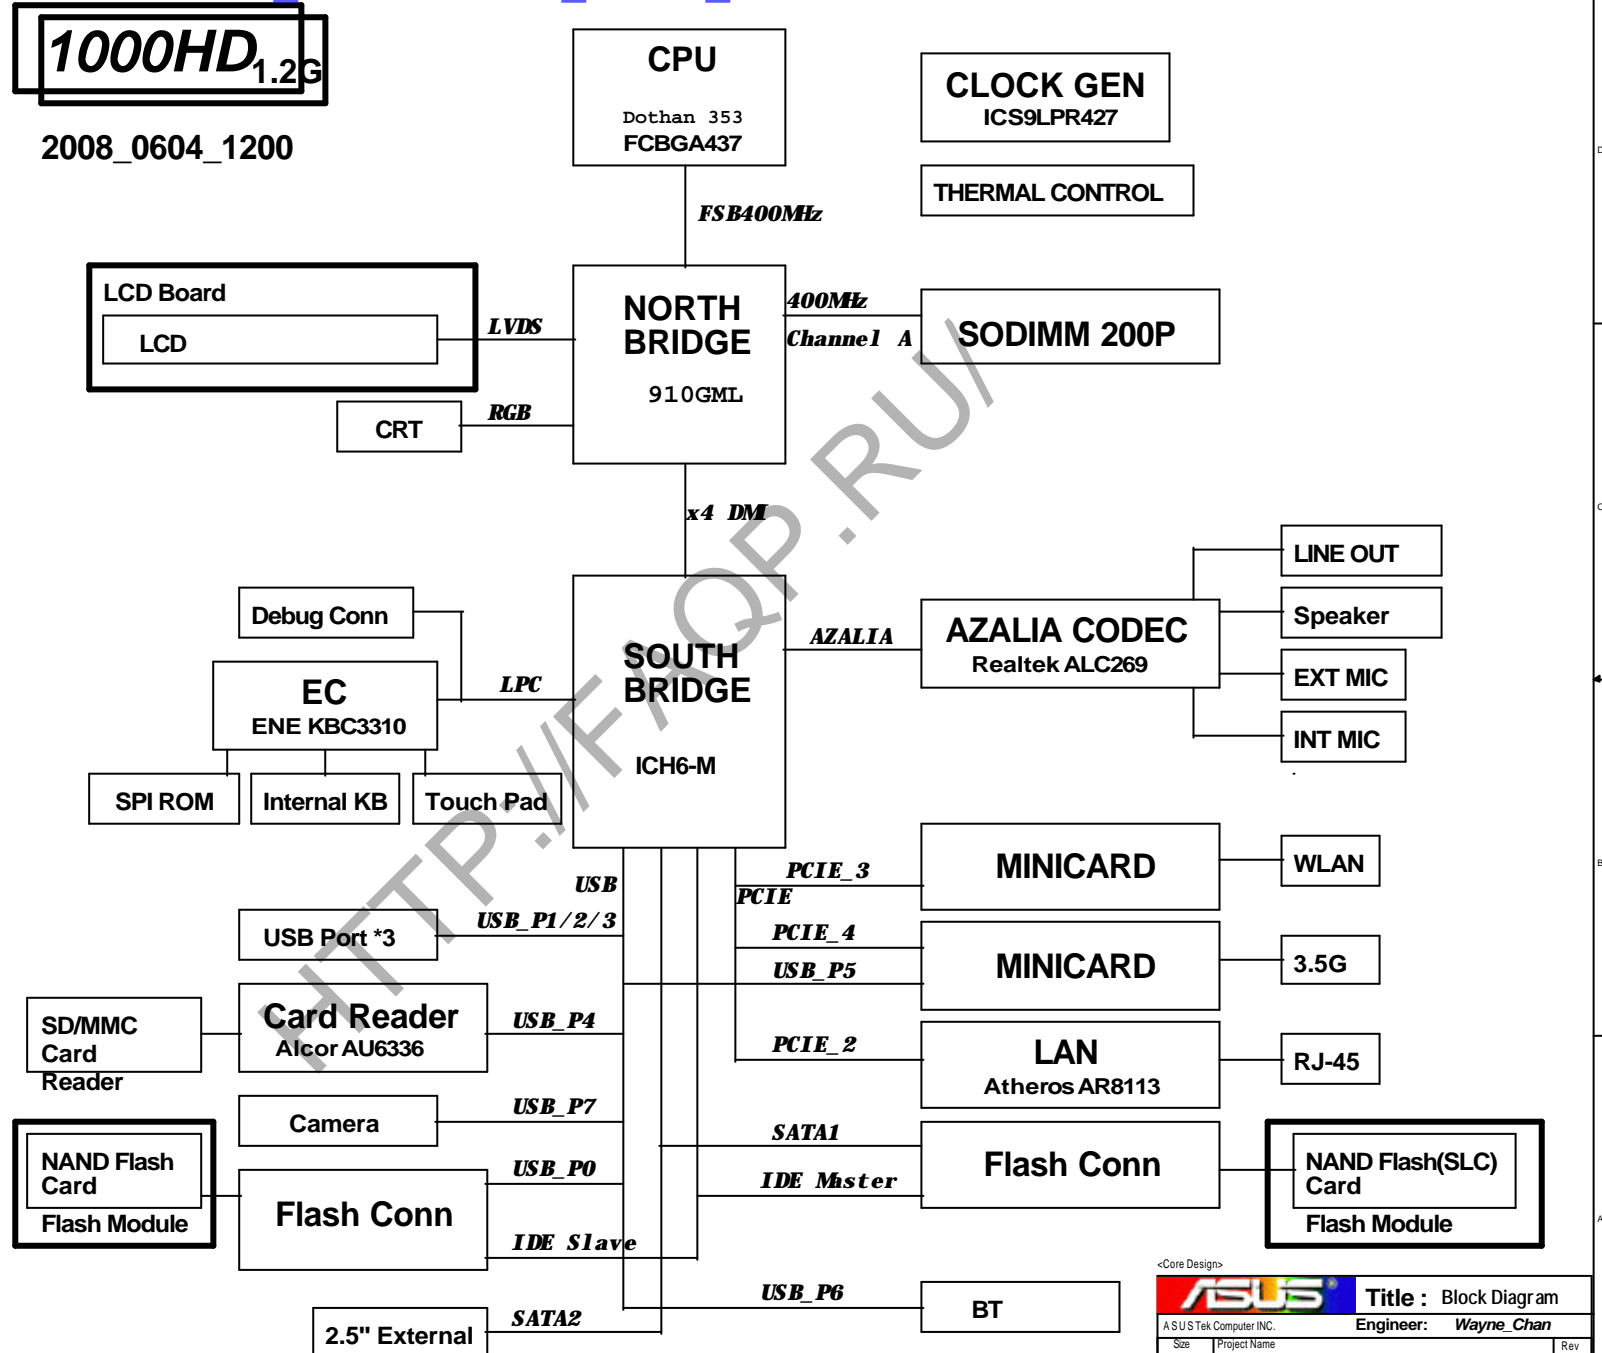 1000HD 1.2G
2008_0604_1200
CPU
Dothan 353
FCBGA437
CLOCK GEN
ICS9LPR427
THERMAL CONTROL
FSB400MHz
LCD Board
LCD
LVDS
NORTH
BRIDGE
910GML
400MHz
Channel A
SODIMM 200P
CRT
RGB
x4 DMI
Debug Conn
EC
ENE KBC3310
LPC
SPI ROM
Internal KB
Touch Pad
SOUTH
BRIDGE
ICH6-M
AZALIA
AZALIA CODEC
Realtek ALC269
LINE OUT
Speaker
EXT MIC
INT MIC
USB
PCIE_3
PCIE
MINICARD
WLAN
USB Port *3
USB_P1/2/3
PCIE_4
USB_P5
MINICARD
3.5G
SD/MMC
Card
Reader
Card Reader
Alcor AU6336
USB_P4
PCIE_2
LAN
Atheros AR8113
RJ-45
Camera
USB_P7
NAND Flash
Card
Flash Module
Flash Conn
USB_P0
IDE Slave
SATA1
IDE Master
Flash Conn
NAND Flash(SLC)
Card
Flash Module
2.5" External
SATA2
USB_P6
BT
HTTP://FAQP.RU/
D
C
B
A
<Core Design>
ASUS
Title : Block Diagram
ASUSTek Computer INC.
Engineer: Wayne_Chan
Size
Project Name
Rev